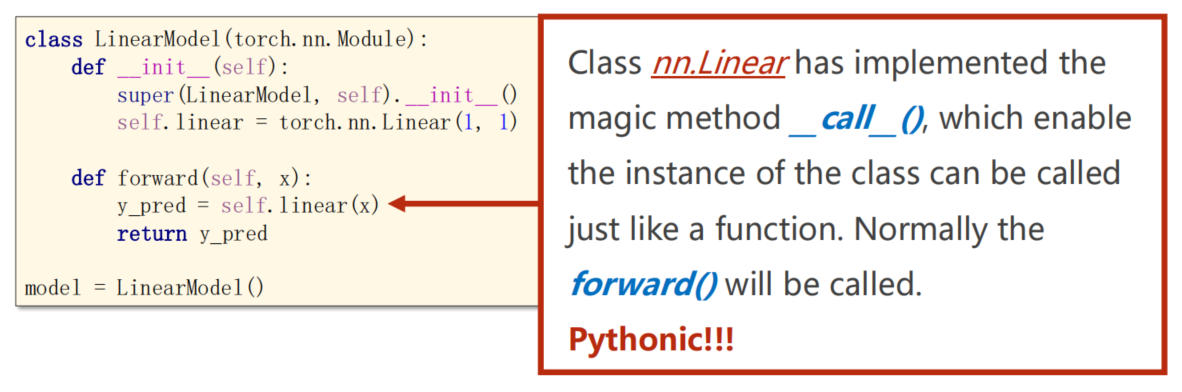 class LinearModel(torch.nn.Module):
    def __init__(self):
        super(LinearModel, self).__init__()
        self.linear = torch.nn.Linear(1, 1)
    def forward(self, x):
        y_pred = self.linear(x)
        return y_pred
model = LinearModel()
Class nn.Linear has implemented the
magic method __call__(), which enable
the instance of the class can be called
just like a function. Normally the
forward() will be called.
Pythonic!!!